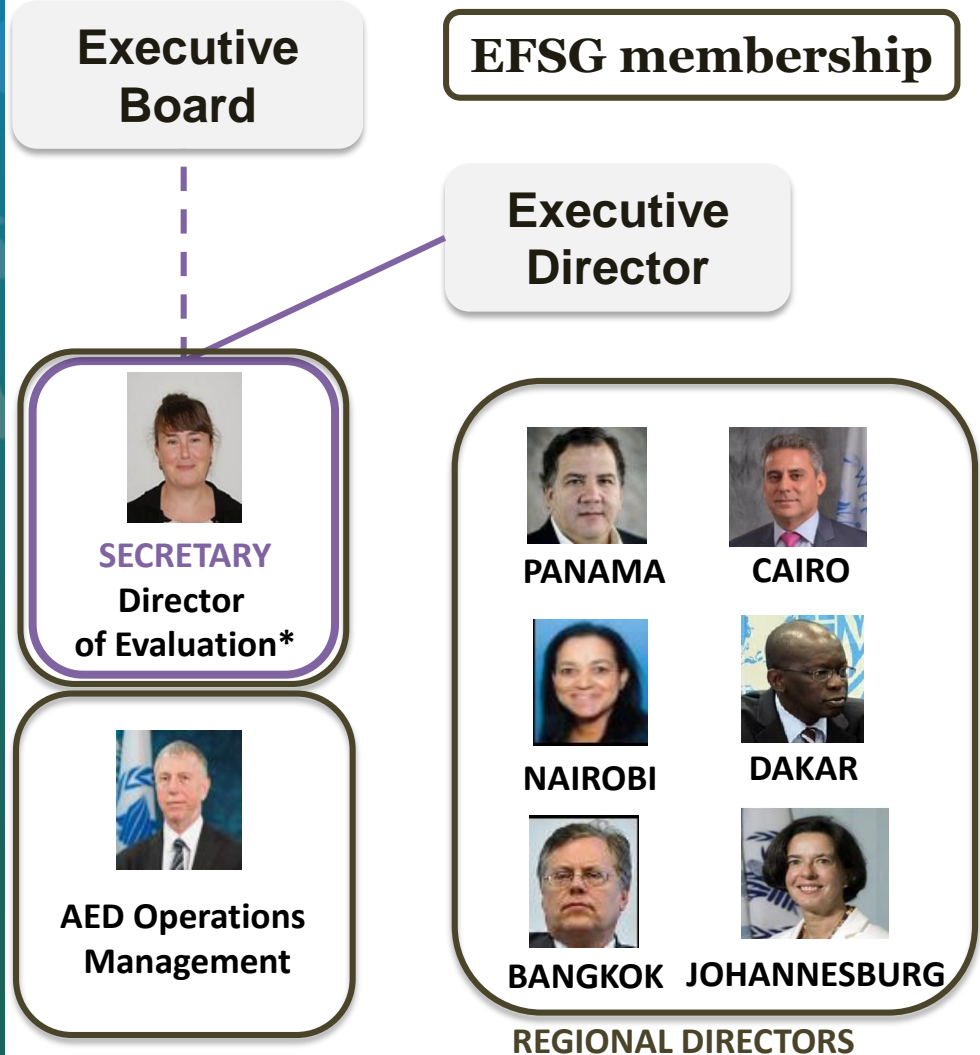 Executive
Board
EFSG membership
Executive
Director
SECRETARY
Director
of Evaluation*
AED Operations
Management
PANAMA
CAIRO
NAIROBI
DAKAR
BANGKOK
JOHANNESBURG
REGIONAL DIRECTORS